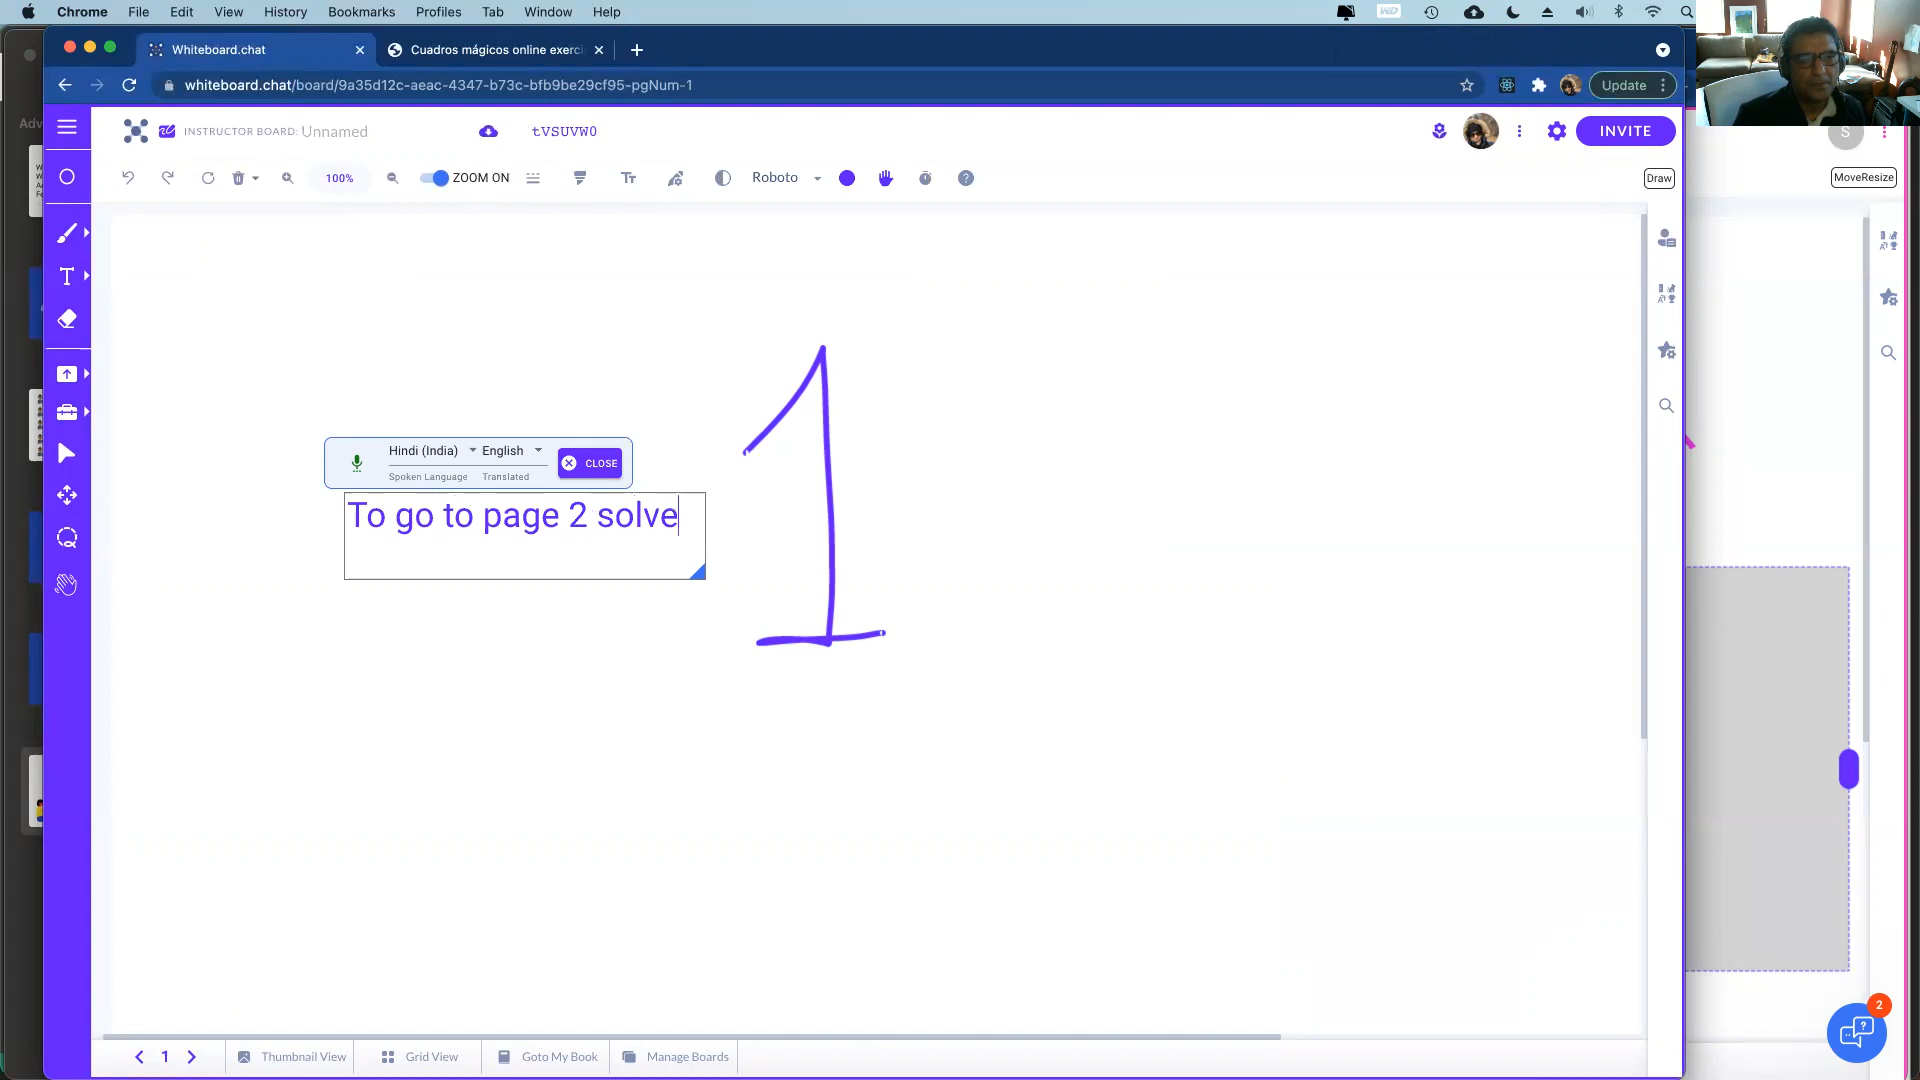 Chrome File Edit View History Bookmarks Profiles Tab Window Help
WD
Whiteboard.chat
Cuadros mágicos online exerci
whiteboard.chat/board/9a35d12c-aeac-4347-b73c-bfb9be29cf95-pgNum-1
Update
Adv
INSTRUCTOR BOARD: Unnamed
tVSUVW0
INVITE
S
100%
ZOOM ON
Roboto
Draw
MoveResize
Hindi (India)
English
CLOSE
Spoken Language
Translated
To go to page 2 solve
1
2
1
Thumbnail View
Grid View
Goto My Book
Manage Boards